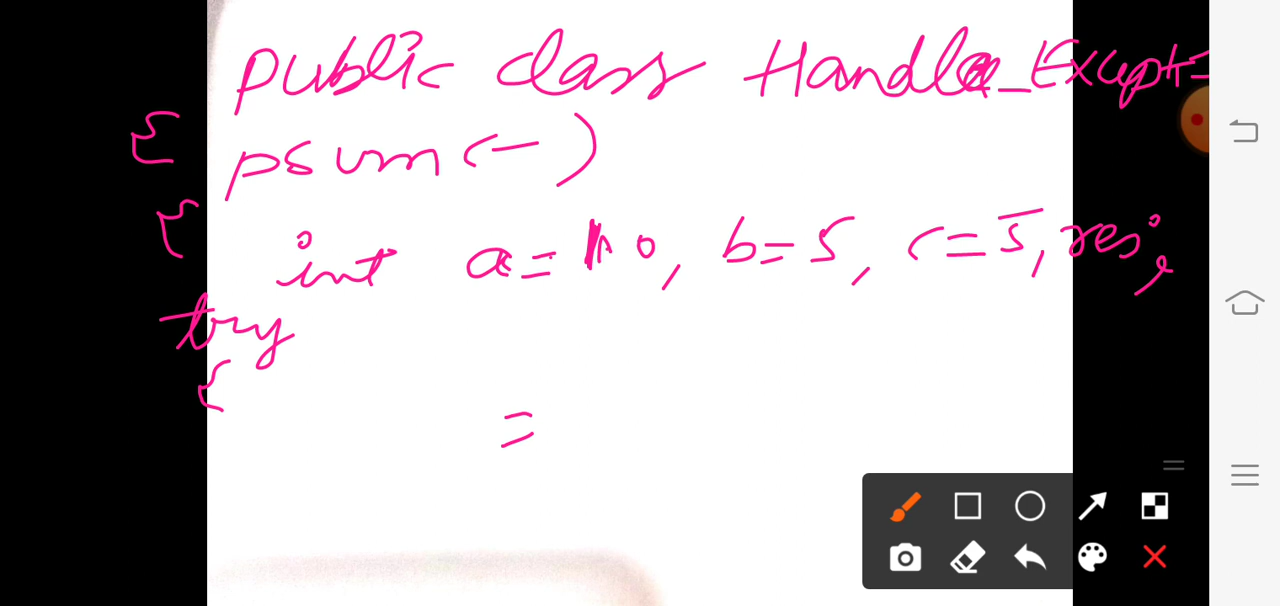 public class Handle_Except-
{ psvm (-)
{ int a=10, b=5, c=5, res;
try
{
=